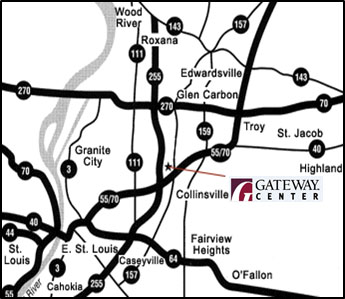 Wood
River
143
157
Roxana
111
255
Edwardsville
143
Glen Carbon
270
270
70
Troy
St. Jacob
159
Granite
City
3
111
55/70
40
Highland
GATEWAY
CENTER
55/70
Collinsville
70
40
44
St.
Louis
E. St. Louis
Caseyville
64
Fairview
Heights
O'Fallon
3
157
255
Cahokia
55
River